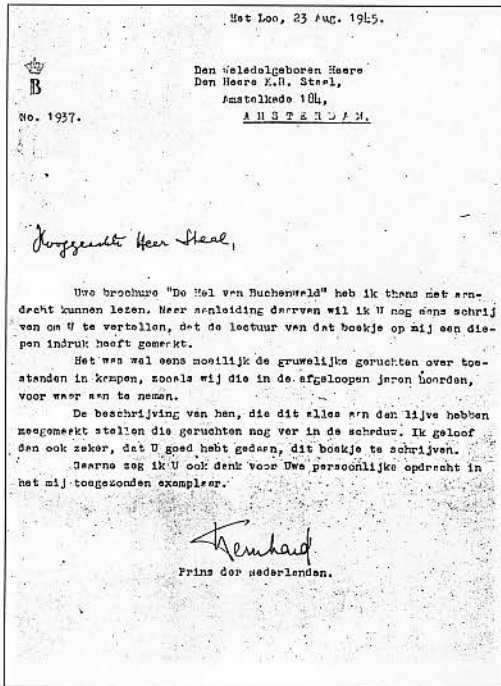 Het Loo, 23 Aug. 1945.
B
No. 1937.
Den Weledelgeboren Heere
Den Heere K.R. Staal,
Amstelkade 184,
AMSTERDAM.
Hooggeachte Heer Staal,
Uwe brochure "De Hel van Buchenwald" heb ik thans met aan-
dacht kunnen lezen. Naar aanleiding daarvan wil ik U nog eens schrij
ven om U te vertellen, dat de lectuur van dat boekje op mij een die-
pen indruk heeft gemaakt.
Het was wel eens moeilijk de gruwelijke geruchten over toe-
standen in kampen, zooals wij die in de afgeloopen jaren hoorden,
voor waar aan te nemen.
De beschrijving van hen, die dit alles aan den lijve hebben
meegemaakt stellen die geruchten nog ver in de schaduw. Ik geloof
dan ook zeker, dat U goed hebt gedaan, dit boekje te schrijven.
Gaarne zeg ik U ook dank voor Uwe persoonlijke opdracht in
het mij toegezonden exemplaar.
Bernhard
Prins der Nederlanden.